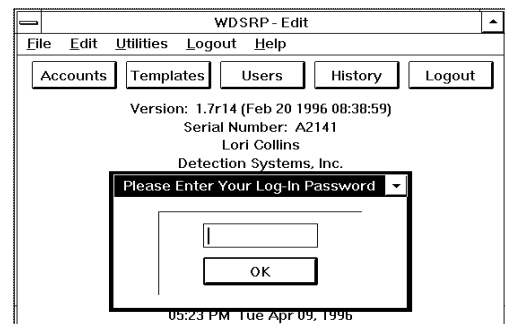 WDSRP - Edit
File Edit Utilities Logout Help
Accounts Templates Users History Logout
Version: 1.7r14 (Feb 20 1996 08:38:59)
Serial Number: A2141
Lori Collins
Detection Systems, Inc.
Please Enter Your Log-In Password
OK
05:23 PM Tue Apr 09, 1996